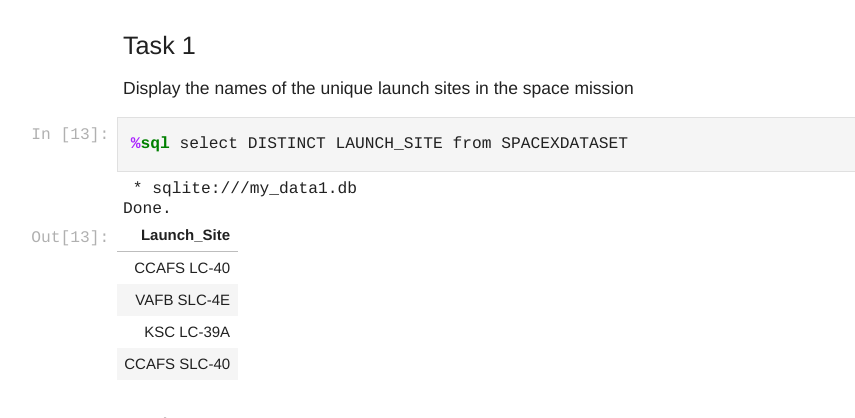 Task 1
Display the names of the unique launch sites in the space mission
In [13]: %sql select DISTINCT LAUNCH_SITE from SPACEXDATASET
* sqlite:///my_data1.db
Done.
Out[13]: Launch_Site
CCAFS LC-40
VAFB SLC-4E
KSC LC-39A
CCAFS SLC-40